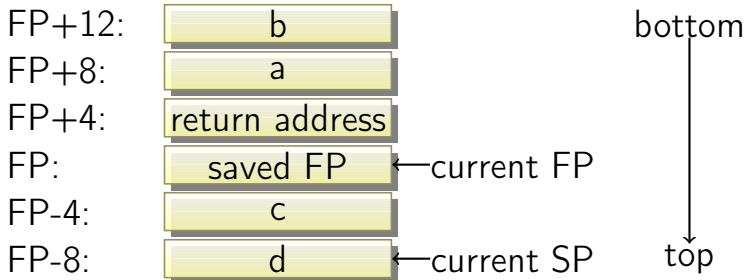 FP+12: b bottom
FP+8: a
FP+4: return address
FP: saved FP current FP
FP-4: c
FP-8: d current SP top